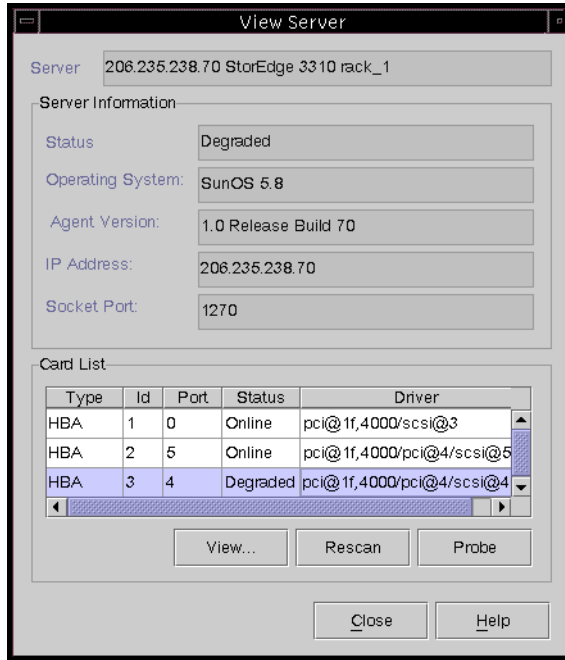 View Server
Server 206.235.238.70 StorEdge 3310 rack_1
Server Information
Status Degraded
Operating System: SunOS 5.8
Agent Version: 1.0 Release Build 70
IP Address: 206.235.238.70
Socket Port: 1270
Card List
Type Id Port Status Driver
HBA 1 0 Online pci@1f,4000/scsi@3
HBA 2 5 Online pci@1f,4000/pci@4/scsi@5
HBA 3 4 Degraded pci@1f,4000/pci@4/scsi@4
View... Rescan Probe
Close Help